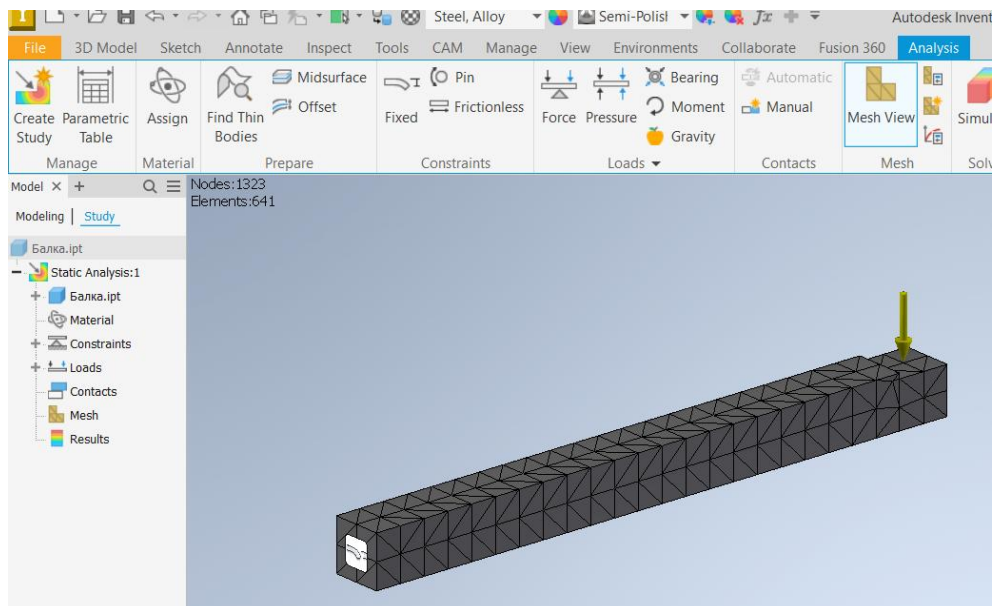 Steel, Alloy Semi-Polish Autodesk Invent
File 3D Model Sketch Annotate Inspect Tools CAM Manage View Environments Collaborate Fusion 360 Analysis
Create Study
Parametric Table
Assign
Find Thin Bodies
Midsurface
Offset
Fixed
Pin
Frictionless
Force
Pressure
Bearing
Moment
Gravity
Automatic
Manual
Mesh View
Simul
Manage Material Prepare Constraints Loads Contacts Mesh Solv
Model × +
Modeling | Study
Балка.ipt
Static Analysis:1
Балка.ipt
Material
Constraints
Loads
Contacts
Mesh
Results
Nodes:1323
Elements:641